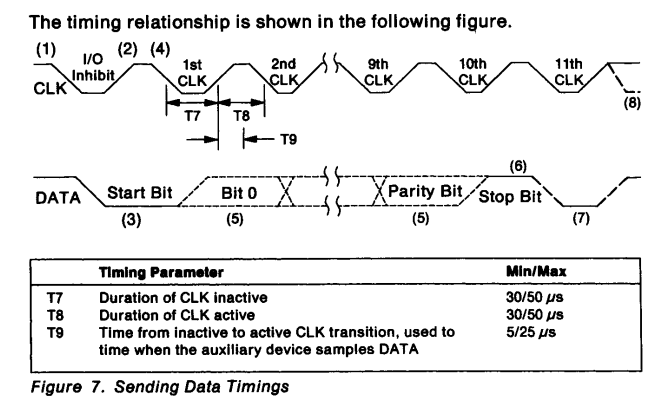 The timing relationship is shown in the following figure.
(1) I/O Inhibit (2) (4) 1st CLK 2nd CLK 9th CLK 10th CLK 11th CLK
CLK (8)
T7 T8
T9
(6)
DATA Start Bit Bit 0 Parity Bit Stop Bit
(3) (5) (5) (7)
Timing Parameter Min/Max
T7 Duration of CLK inactive 30/50 µs
T8 Duration of CLK active 30/50 µs
T9 Time from inactive to active CLK transition, used to 5/25 µs
time when the auxiliary device samples DATA
Figure 7. Sending Data Timings